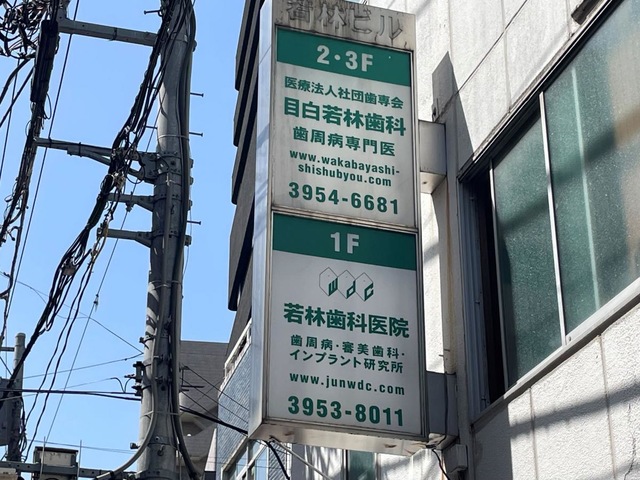 若林ビル
2・3F
医療法人社団歯専会
目白若林歯科
歯周病専門医
www.wakabayashi-
shishubyou.com
3954-6681
1F
wdc
若林歯科医院
歯周病・審美歯科・
インプラント研究所
www.junwdc.com
3953-8011